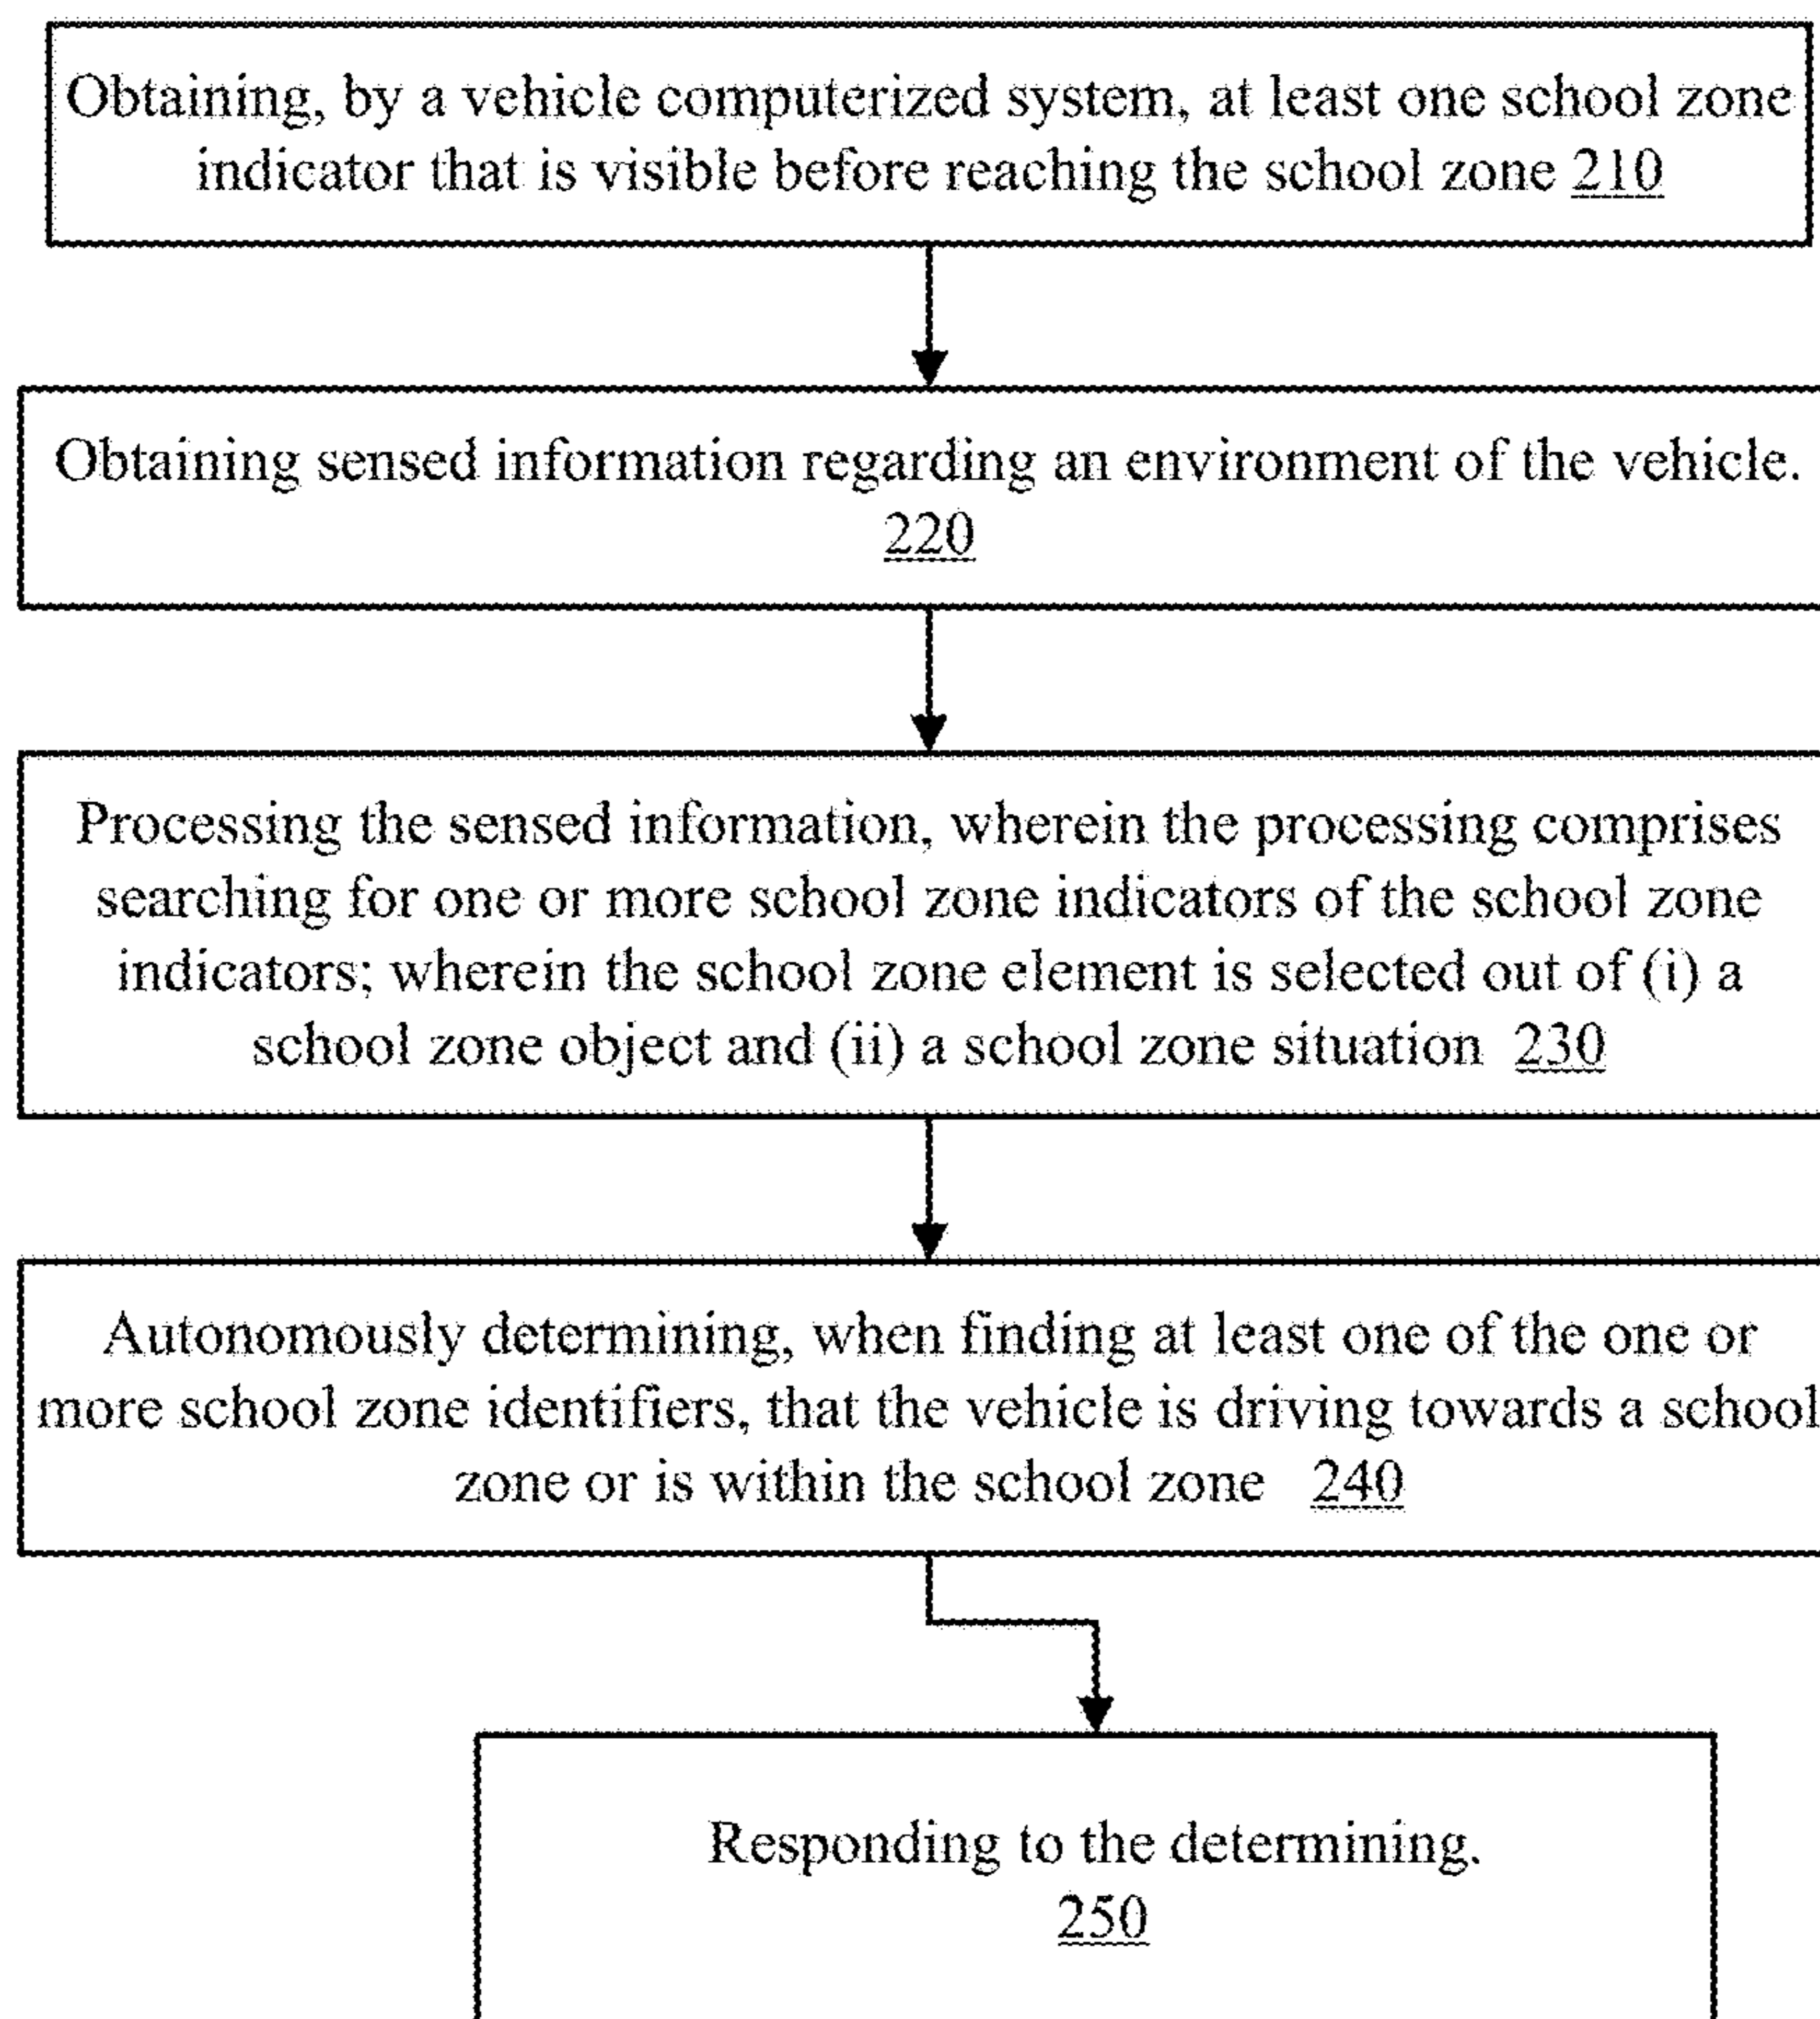 Obtaining, by a vehicle computerized system, at least one school zone
indicator that is visible before reaching the school zone 210
Obtaining sensed information regarding an environment of the vehicle.
220
Processing the sensed information, wherein the processing comprises
searching for one or more school zone indicators of the school zone
indicators; wherein the school zone element is selected out of (i) a
school zone object and (ii) a school zone situation 230
Autonomously determining, when finding at least one of the one or
more school zone identifiers, that the vehicle is driving towards a school
zone or is within the school zone 240
Responding to the determining.
250